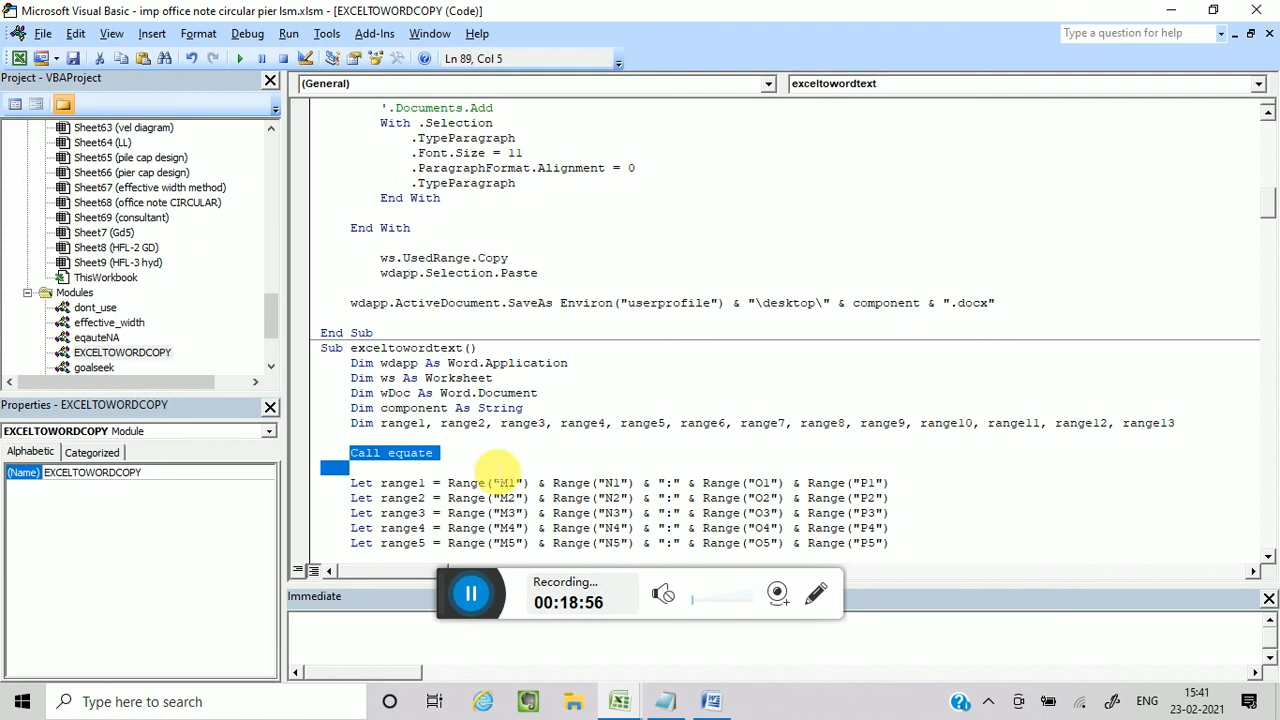 Microsoft Visual Basic - imp office note circular pier lsm.xlsm - [EXCELTOWORDCOPY (Code)]
File Edit View Insert Format Debug Run Tools Add-Ins Window Help
Type a question for help
Ln 89, Col 5
Project - VBAProject
Sheet63 (vel diagram)
Sheet64 (LL)
Sheet65 (pile cap design)
Sheet66 (pier cap design)
Sheet67 (effective width method)
Sheet68 (office note CIRCULAR)
Sheet69 (consultant)
Sheet7 (Gd5)
Sheet8 (HFL-2 GD)
Sheet9 (HFL-3 hyd)
ThisWorkbook
Modules
dont_use
effective_width
eqauteNA
EXCELTOWORDCOPY
goalseek
Properties - EXCELTOWORDCOPY
EXCELTOWORDCOPY Module
Alphabetic Categorized
(Name) EXCELTOWORDCOPY
(General)
exceltowordtext
'.Documents.Add
With .Selection
.TypeParagraph
.Font.Size = 11
.ParagraphFormat.Alignment = 0
.TypeParagraph
End With
End With
ws.UsedRange.Copy
wdapp.Selection.Paste
wdapp.ActiveDocument.SaveAs Environ("userprofile") & "\desktop\" & component & ".docx"
End Sub
Sub exceltowordtext()
Dim wdapp As Word.Application
Dim ws As Worksheet
Dim wDoc As Word.Document
Dim component As String
Dim range1, range2, range3, range4, range5, range6, range7, range8, range9, range10, range11, range12, range13
Call equate
Let range1 = Range("M1") & Range("N1") & ":" & Range("O1") & Range("P1")
Let range2 = Range("M2") & Range("N2") & ":" & Range("O2") & Range("P2")
Let range3 = Range("M3") & Range("N3") & ":" & Range("O3") & Range("P3")
Let range4 = Range("M4") & Range("N4") & ":" & Range("O4") & Range("P4")
Let range5 = Range("M5") & Range("N5") & ":" & Range("O5") & Range("P5")
Recording...
00:18:56
Immediate
Type here to search
ENG
15:41
23-02-2021